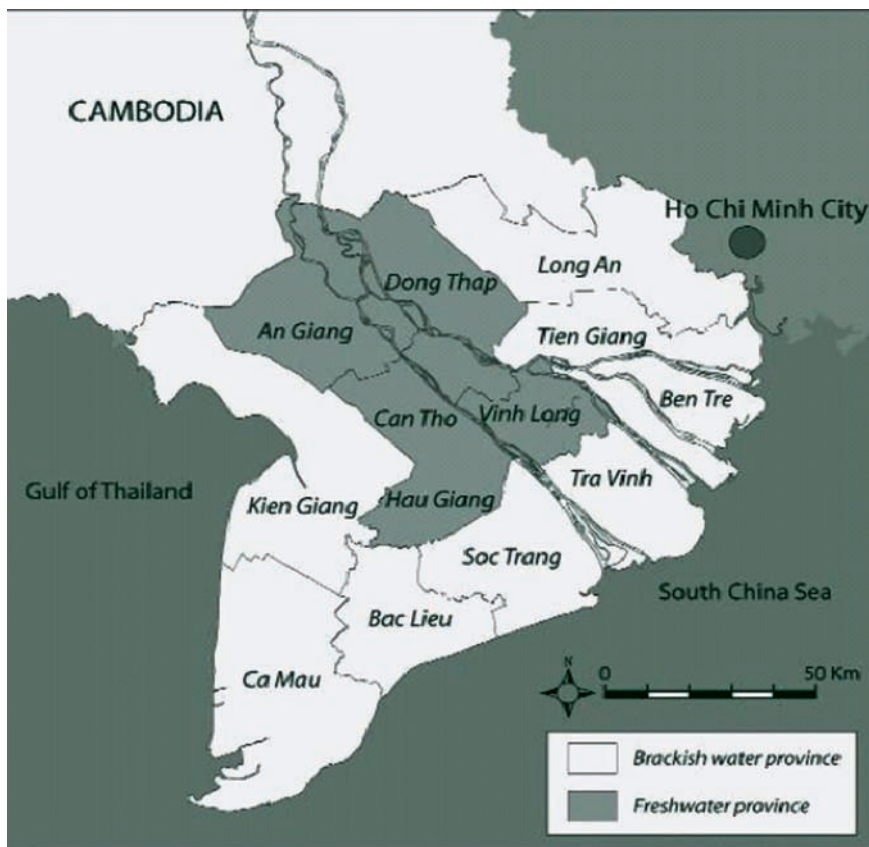 CAMBODIA
Ho Chi Minh City
Long An
Dong Thap
An Giang
Tien Giang
Ben Tre
Can Tho
Vinh Long
Tra Vinh
Gulf of Thailand
Kien Giang
Hau Giang
Soc Trang
South China Sea
Bac Lieu
Ca Mau
N
0 50 Km
Brackish water province
Freshwater province